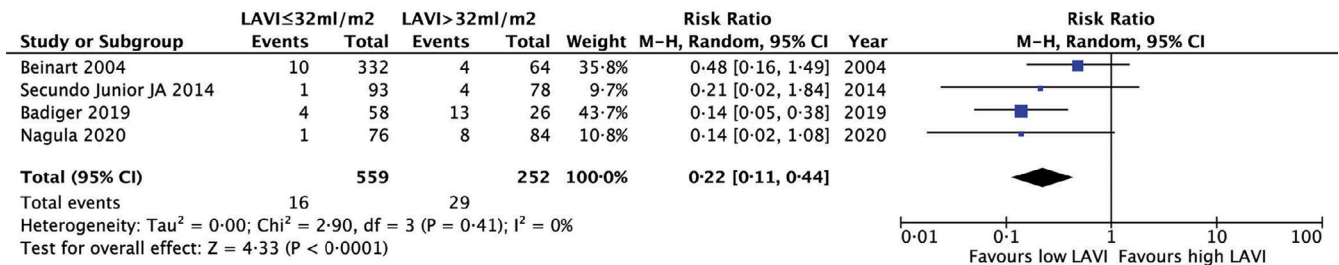 LAVI≤32ml/m2 LAVI>32ml/m2 Risk Ratio Risk Ratio
Study or Subgroup Events Total Events Total Weight M-H, Random, 95% CI Year M-H, Random, 95% CI
Beinart 2004 10 332 4 64 35·8% 0·48 [0·16, 1·49] 2004
Secundo Junior JA 2014 1 93 4 78 9·7% 0·21 [0·02, 1·84] 2014
Badiger 2019 4 58 13 26 43·7% 0·14 [0·05, 0·38] 2019
Nagula 2020 1 76 8 84 10·8% 0·14 [0·02, 1·08] 2020
Total (95% CI) 559 252 100·0% 0·22 [0·11, 0·44]
Total events 16 29
Heterogeneity: Tau² = 0·00; Chi² = 2·90, df = 3 (P = 0·41); I² = 0%
Test for overall effect: Z = 4·33 (P < 0·0001)
0·01 0·1 1 10 100
Favours low LAVI Favours high LAVI